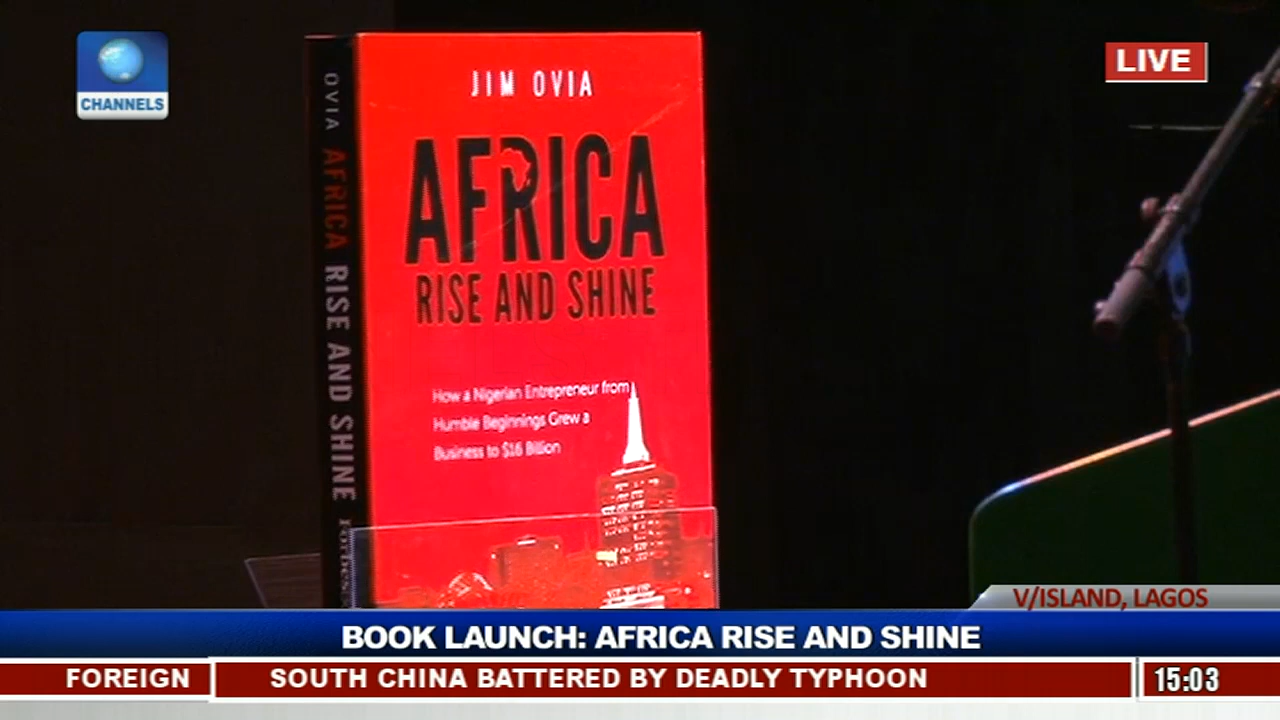 CHANNELS
LIVE
OVIA AFRICA RISE AND SHINE Forbes
JIM OVIA
AFRICA
RISE AND SHINE
How a Nigerian Entrepreneur from
Humble Beginnings Grew a
Business to $16 Billion
V/ISLAND, LAGOS
BOOK LAUNCH: AFRICA RISE AND SHINE
FOREIGN
SOUTH CHINA BATTERED BY DEADLY TYPHOON
15:03